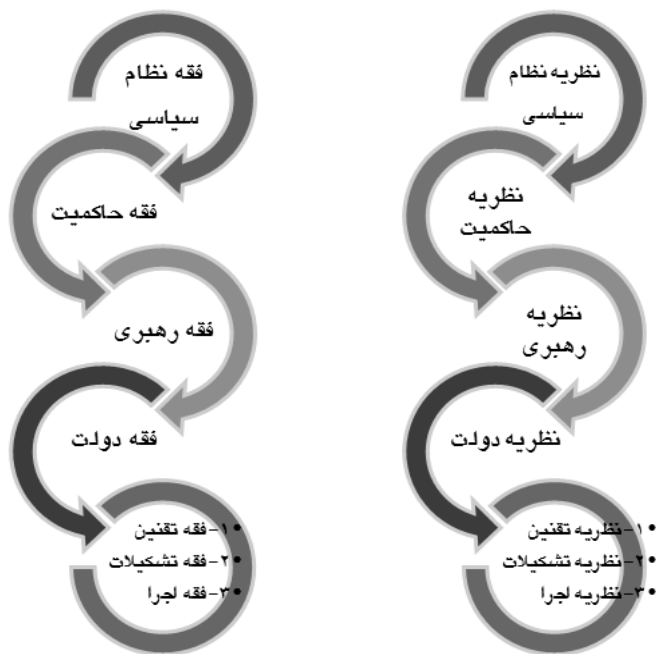 نظریه نظام
سیاسی
نظریه
حاکمیت
نظریه
رهبری
نظریه دولت
• ۱-نظریه تقنین
• ۲-نظریه تشکیلات
• ۳-نظریه اجرا
فقه نظام
سیاسی
فقه حاکمیت
فقه رهبری
فقه دولت
• ۱-فقه تقنین
• ۲-فقه تشکیلات
• ۳-فقه اجرا